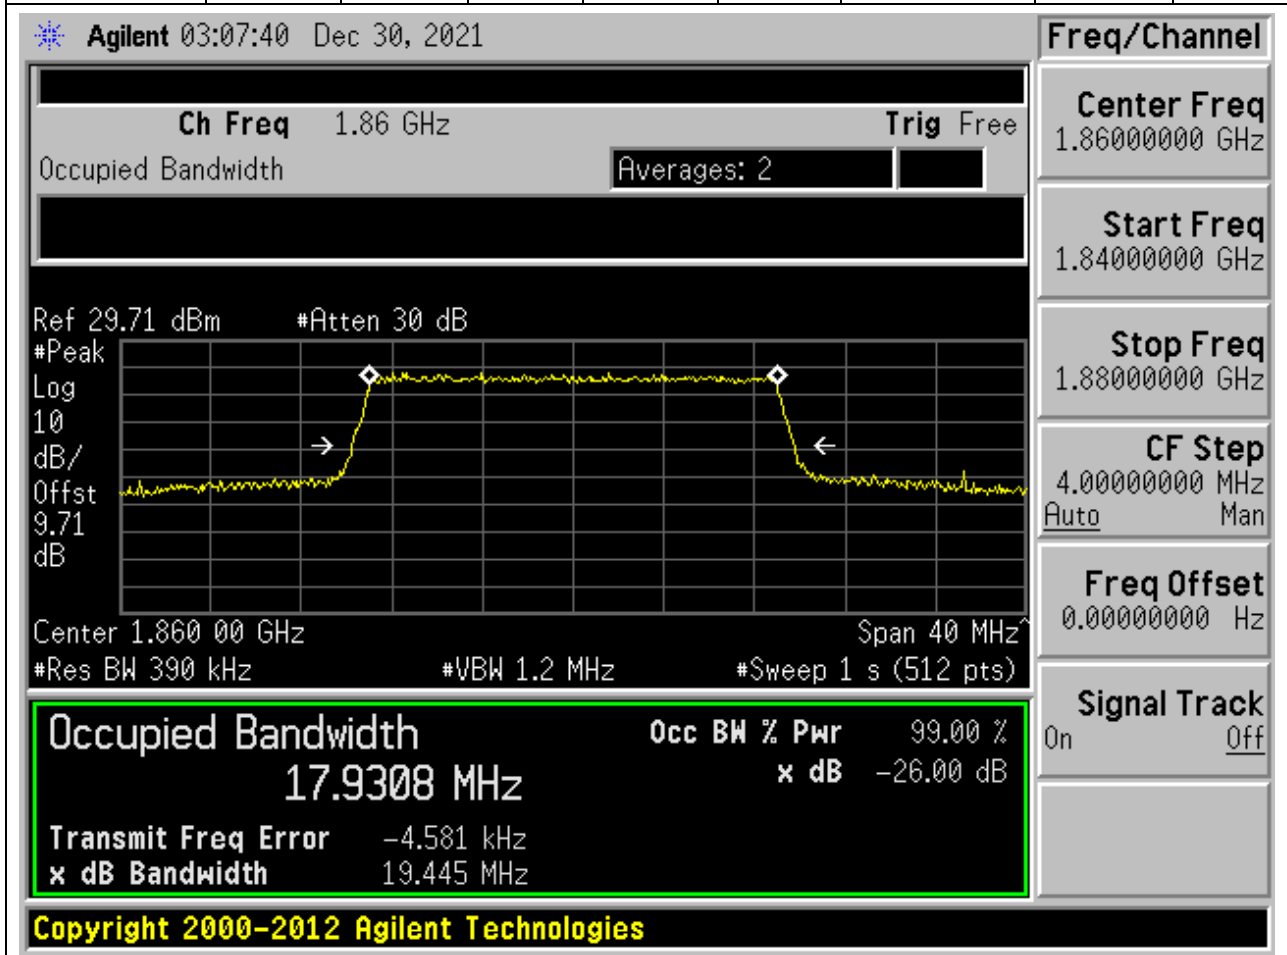 Agilent 03:07:40 Dec 30, 2021
Freq/Channel
Ch Freq 1.86 GHz Trig Free
Occupied Bandwidth Averages: 2
Center Freq
1.86000000 GHz
Start Freq
1.84000000 GHz
Stop Freq
1.88000000 GHz
CF Step
4.00000000 MHz
Auto Man
Freq Offset
0.00000000 Hz
Signal Track
On Off
Ref 29.71 dBm #Atten 30 dB
#Peak
Log
10
dB/
Offst
9.71
dB
Center 1.860 00 GHz Span 40 MHz^
#Res BW 390 kHz #VBW 1.2 MHz #Sweep 1 s (512 pts)
Occupied Bandwidth Occ BW % Pwr 99.00 %
17.9308 MHz x dB -26.00 dB
Transmit Freq Error -4.581 kHz
x dB Bandwidth 19.445 MHz
Copyright 2000-2012 Agilent Technologies